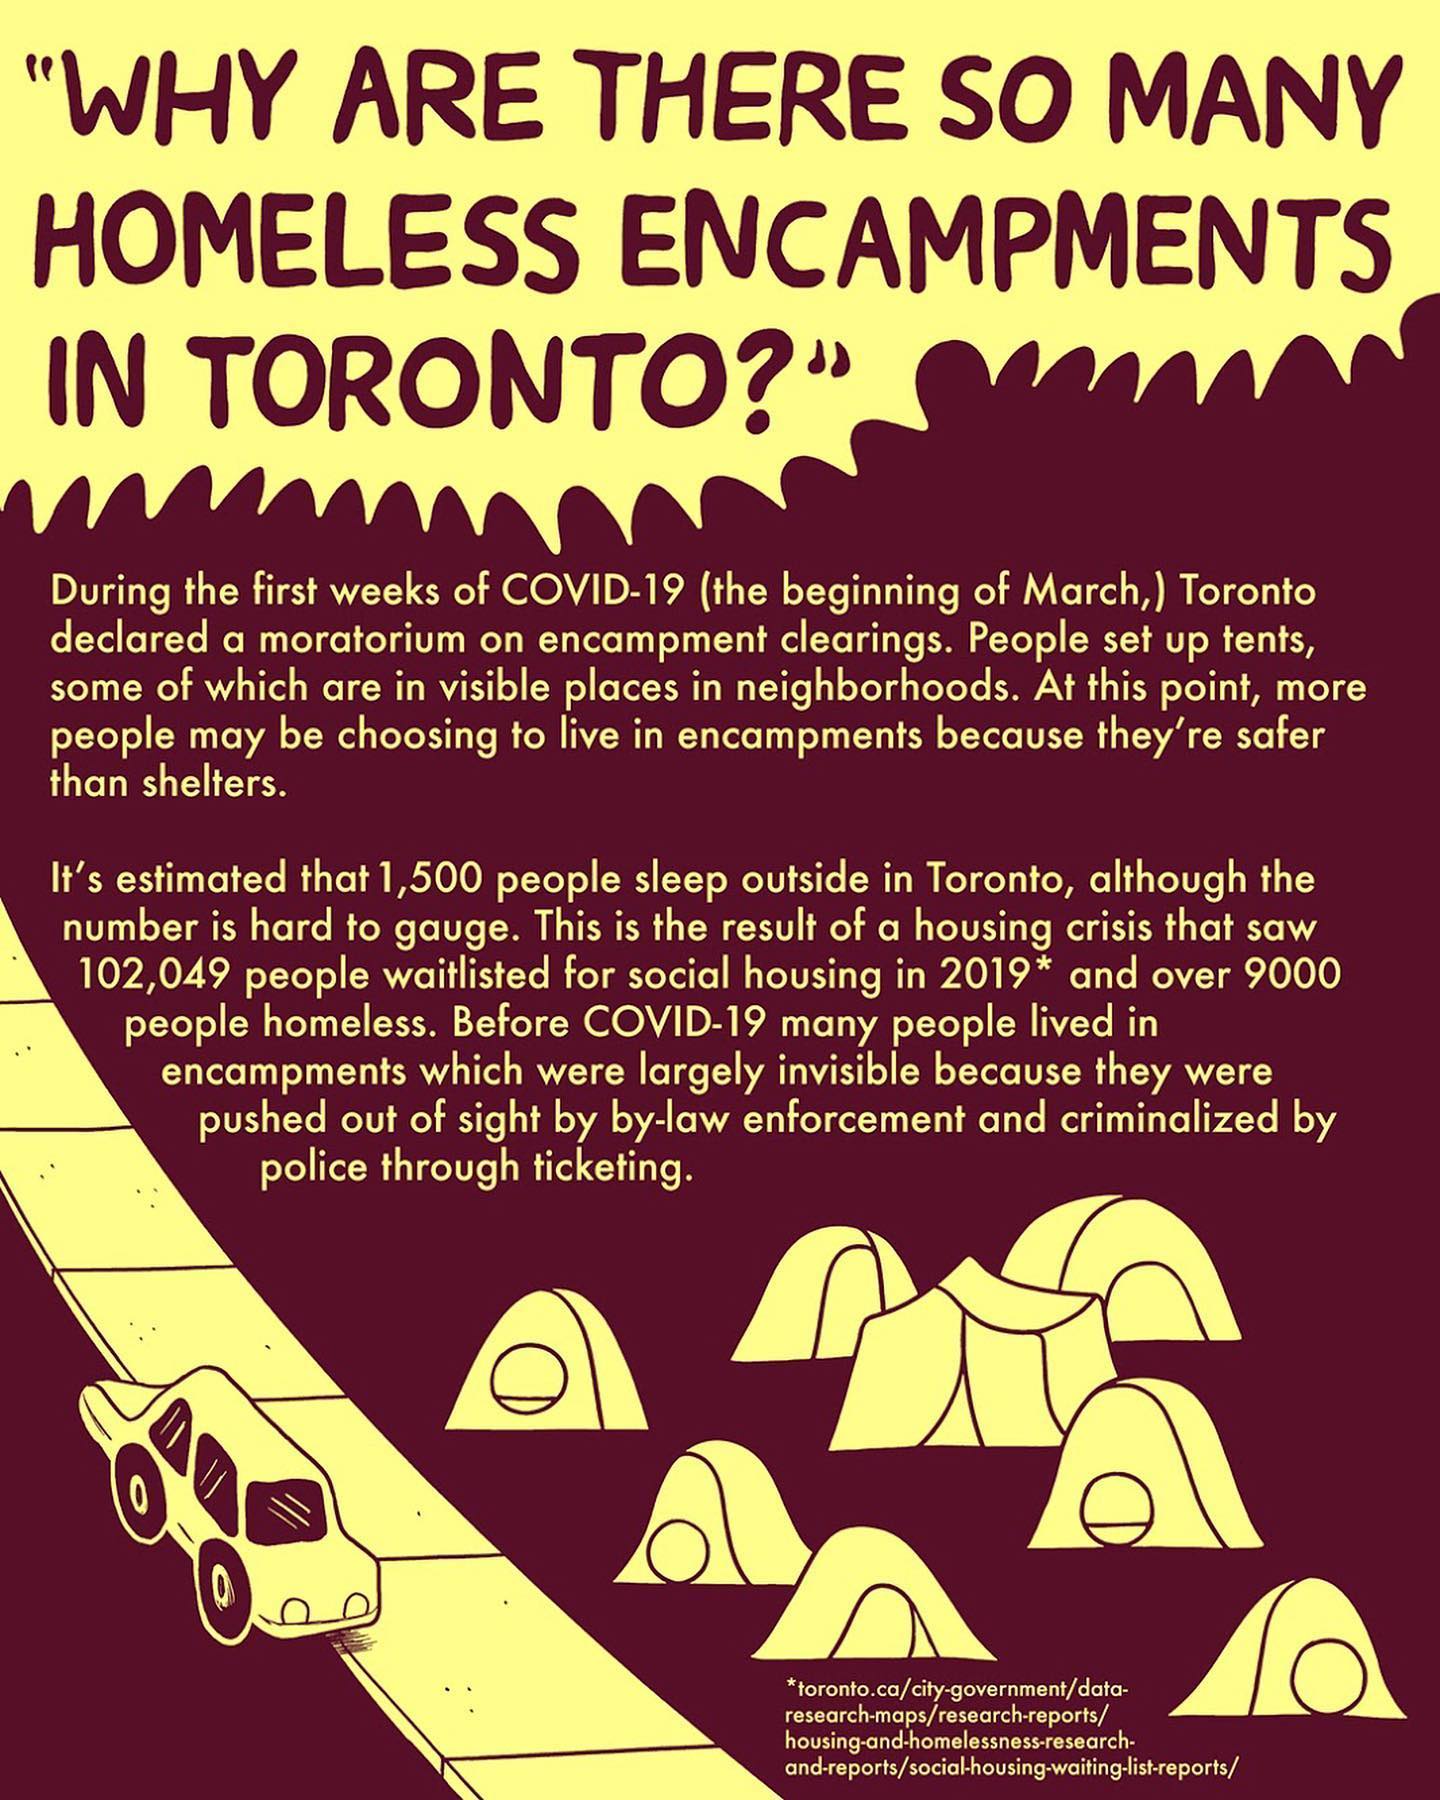 "WHY ARE THERE SO MANY
HOMELESS ENCAMPMENTS
IN TORONTO?"
During the first weeks of COVID-19 (the beginning of March,) Toronto
declared a moratorium on encampment clearings. People set up tents,
some of which are in visible places in neighborhoods. At this point, more
people may be choosing to live in encampments because they're safer
than shelters.
It's estimated that 1,500 people sleep outside in Toronto, although the
number is hard to gauge. This is the result of a housing crisis that saw
102,049 people waitlisted for social housing in 2019* and over 9000
people homeless. Before COVID-19 many people lived in
encampments which were largely invisible because they were
pushed out of sight by by-law enforcement and criminalized by
police through ticketing.
*toronto.ca/city-government/data-
research-maps/research-reports/
housing-and-homelessness-research-
and-reports/social-housing-waiting-list-reports/